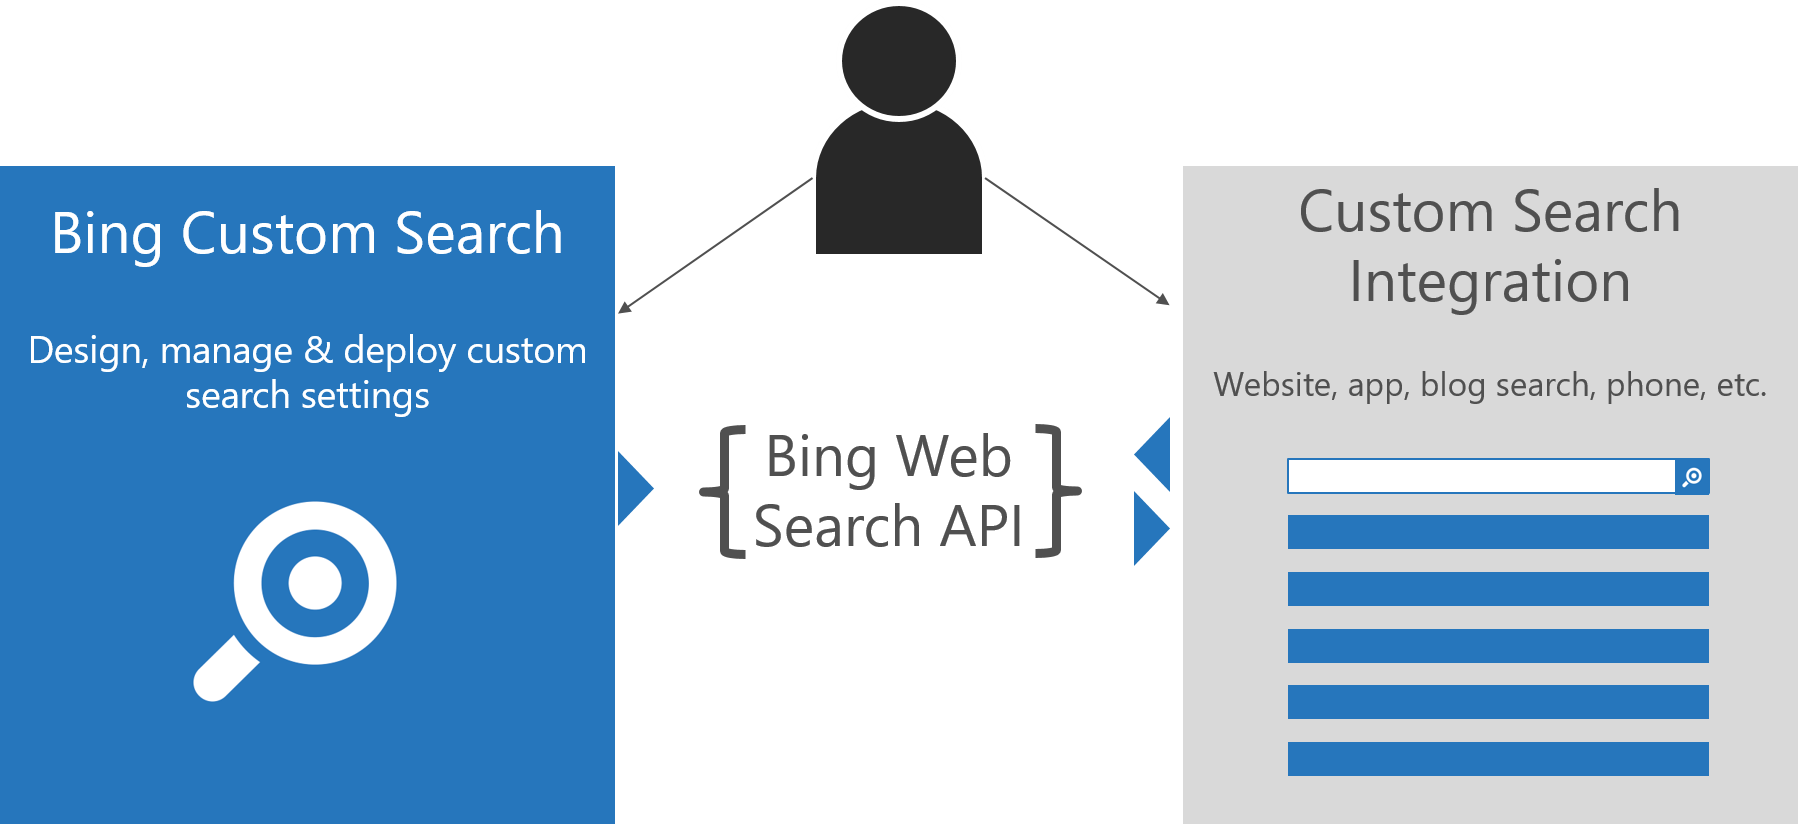 Bing Custom Search
Design, manage & deploy custom
search settings
Bing Web
Search API
Custom Search
Integration
Website, app, blog search, phone, etc.